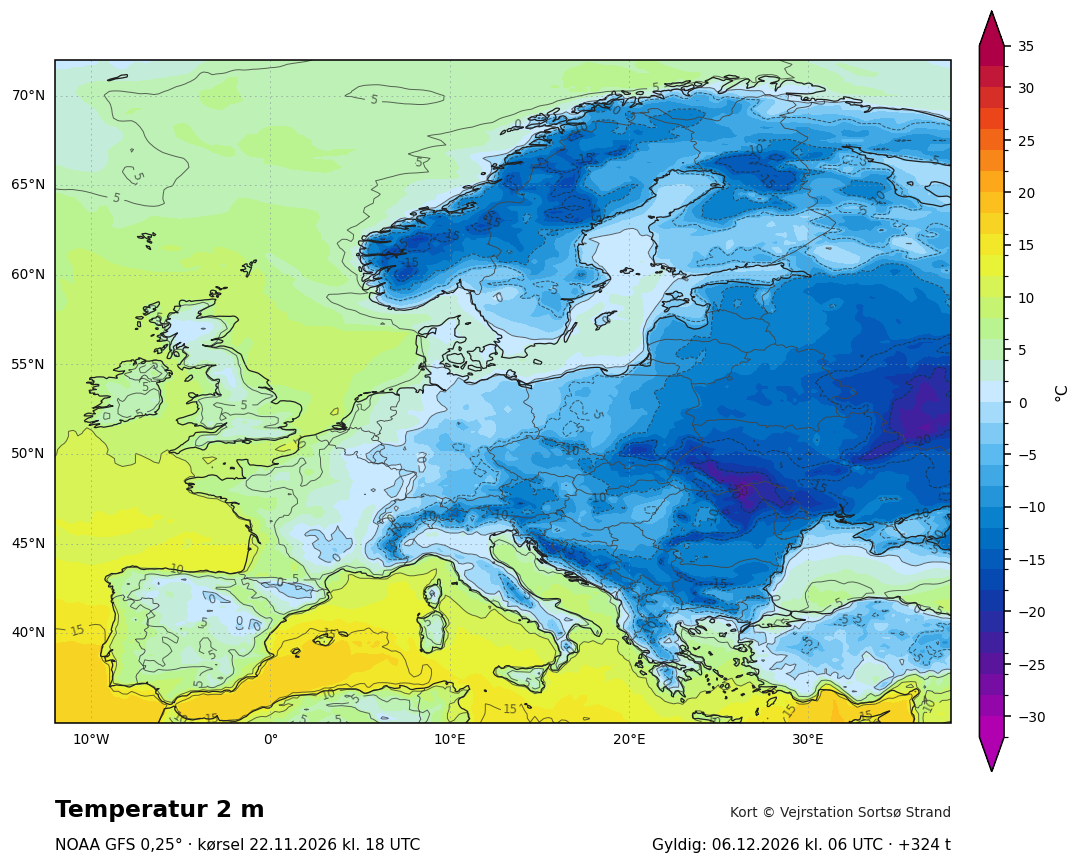 70°N
65°N
60°N
55°N
50°N
45°N
40°N
10°W
0°
10°E
20°E
30°E
35
30
25
20
15
10
5
0
−5
−10
−15
−20
−25
−30
°C
Temperatur 2 m
Kort © Vejrstation Sortsø Strand
NOAA GFS 0,25° · kørsel 22.11.2026 kl. 18 UTC
Gyldig: 06.12.2026 kl. 06 UTC · +324 t